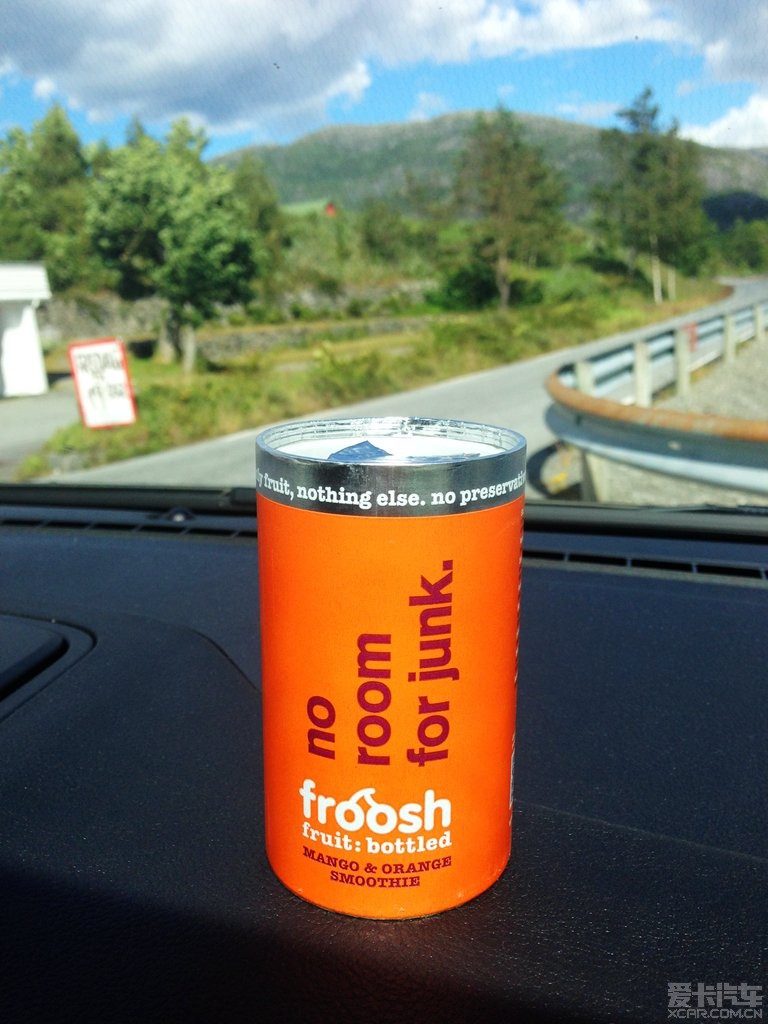 y fruit, nothing else. no preservati
no
room
for junk.
froosh
fruit: bottled
MANGO & ORANGE
SMOOTHIE
爱卡汽车
XCAR.COM.CN